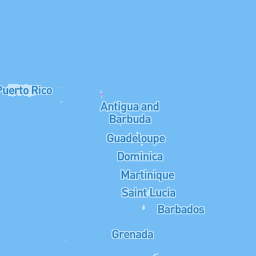 Puerto Rico
Antigua and
Barbuda
Guadeloupe
Dominica
Martinique
Saint Lucia
Barbados
Grenada